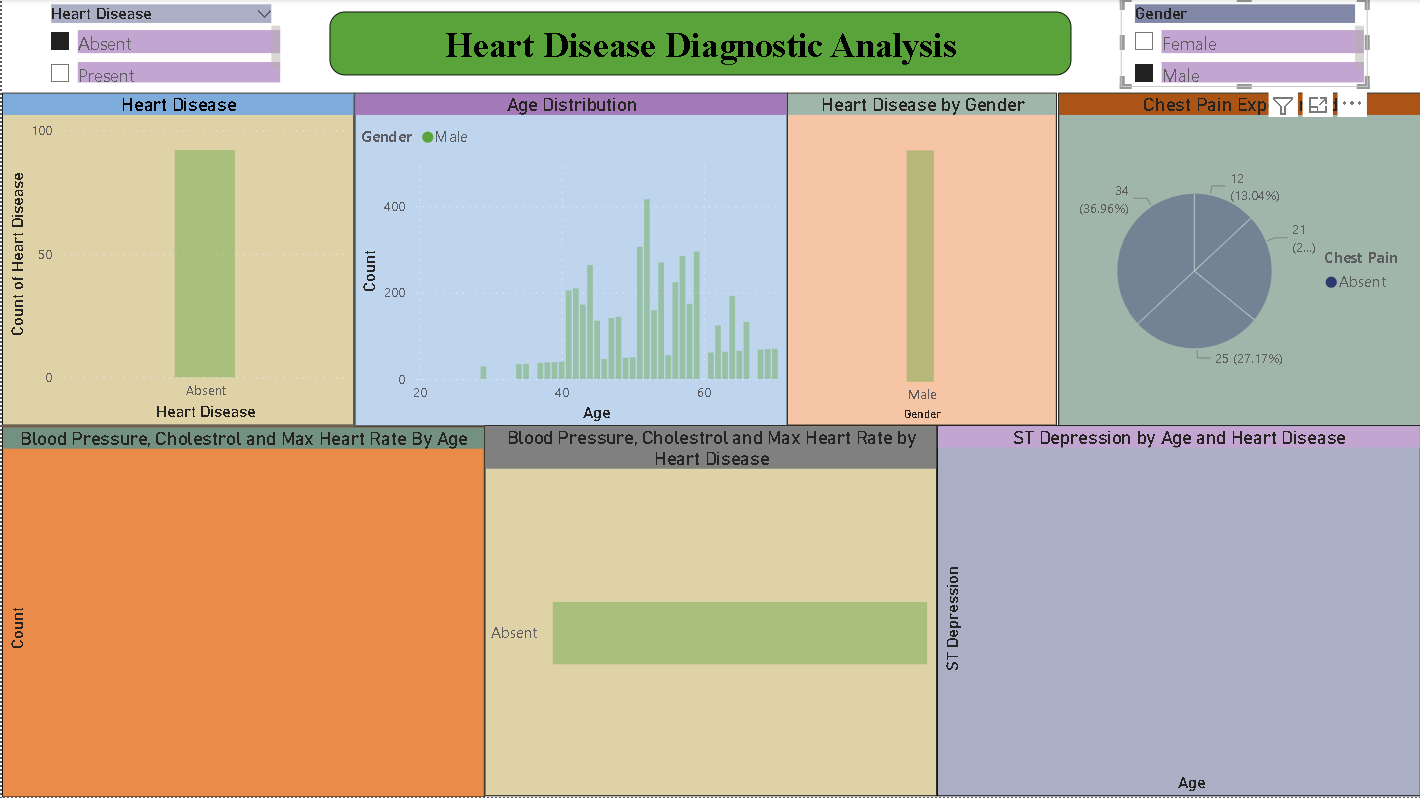 Heart Disease
Absent
Present
Heart Disease Diagnostic Analysis
Gender
Female
Male
Heart Disease
100
50
0
Count of Heart Disease
Absent
Heart Disease
Age Distribution
Gender Male
400
200
0
Count
20 40 60
Age
Heart Disease by Gender
Male
Gender
Chest Pain Exp
12
(13.04%)
21
(2...)
25 (27.17%)
34
(36.96%)
Chest Pain
Absent
Blood Pressure, Cholestrol and Max Heart Rate By Age
Count
Blood Pressure, Cholestrol and Max Heart Rate by
Heart Disease
Absent
ST Depression by Age and Heart Disease
ST Depression
Age